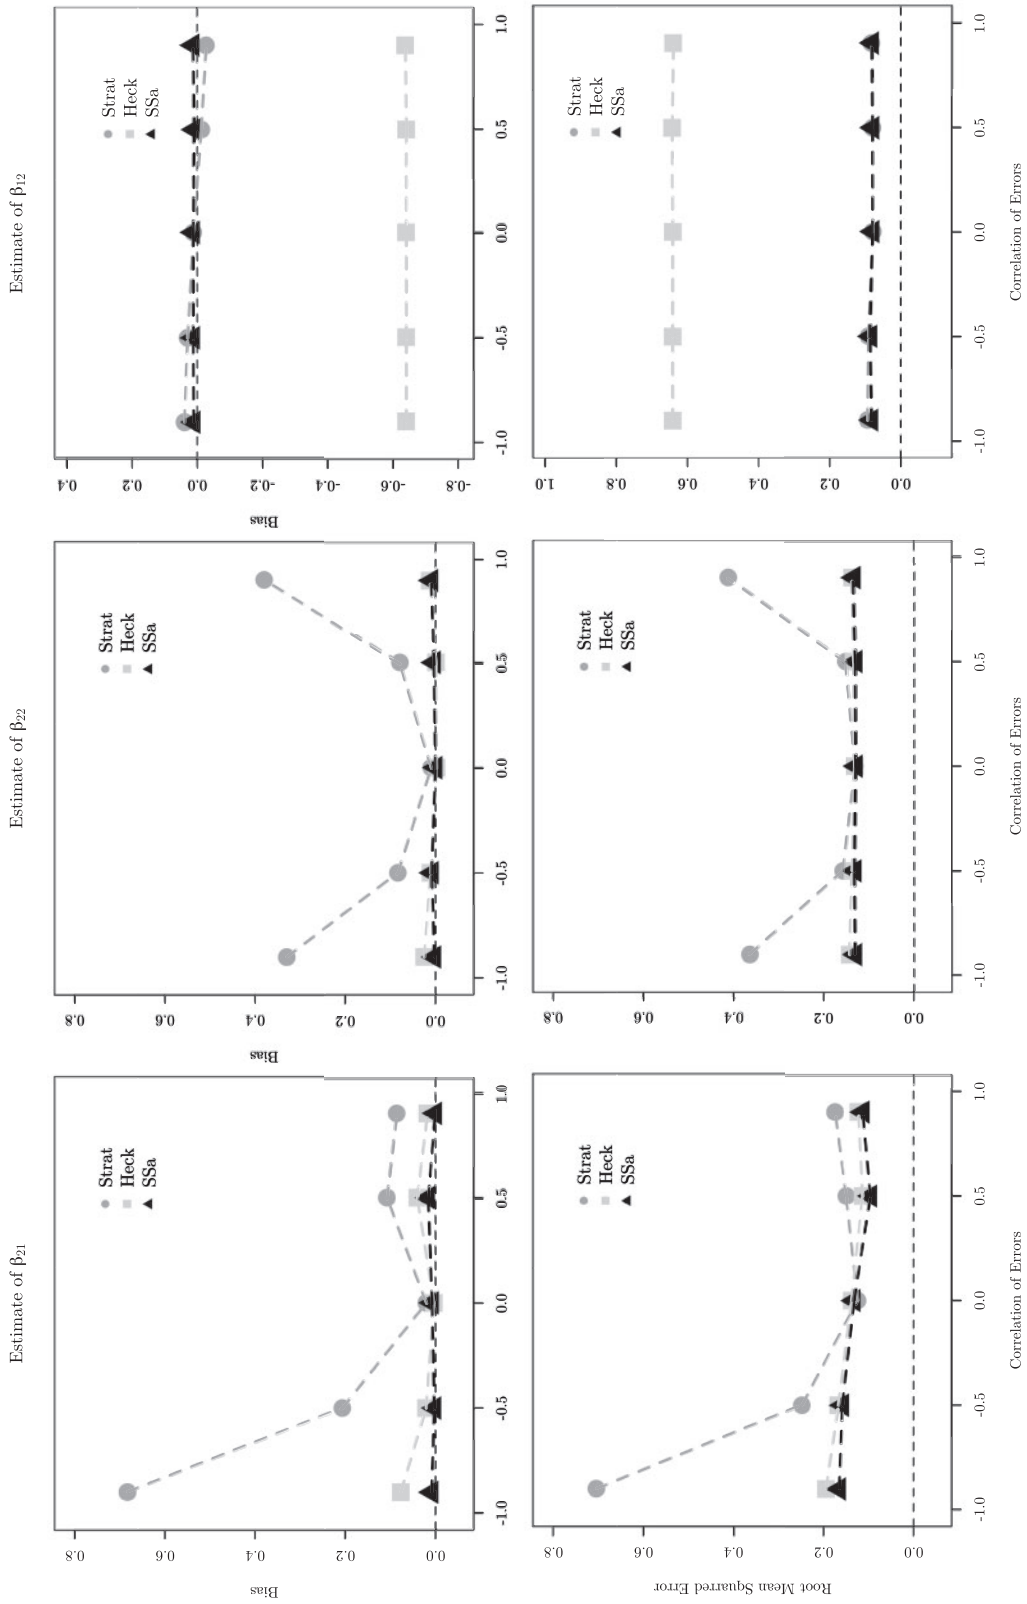 Estimate of β21
Bias
0.8
0.6
0.4
0.2
0.0
-1.0 -0.5 0.0 0.5 1.0
Strat
Heck
SSa
Estimate of β22
Bias
0.8
0.6
0.4
0.2
0.0
-1.0 -0.5 0.0 0.5 1.0
Strat
Heck
SSa
Estimate of β12
Bias
0.4
0.2
0.0
-0.2
-0.4
-0.6
-0.8
-1.0 -0.5 0.0 0.5 1.0
Strat
Heck
SSa
Root Mean Squarred Error
0.8
0.6
0.4
0.2
0.0
-1.0 -0.5 0.0 0.5 1.0
Correlation of Errors
Strat
Heck
SSa
0.8
0.6
0.4
0.2
0.0
-1.0 -0.5 0.0 0.5 1.0
Correlation of Errors
Strat
Heck
SSa
1.0
0.8
0.6
0.4
0.2
0.0
-1.0 -0.5 0.0 0.5 1.0
Correlation of Errors
Strat
Heck
SSa